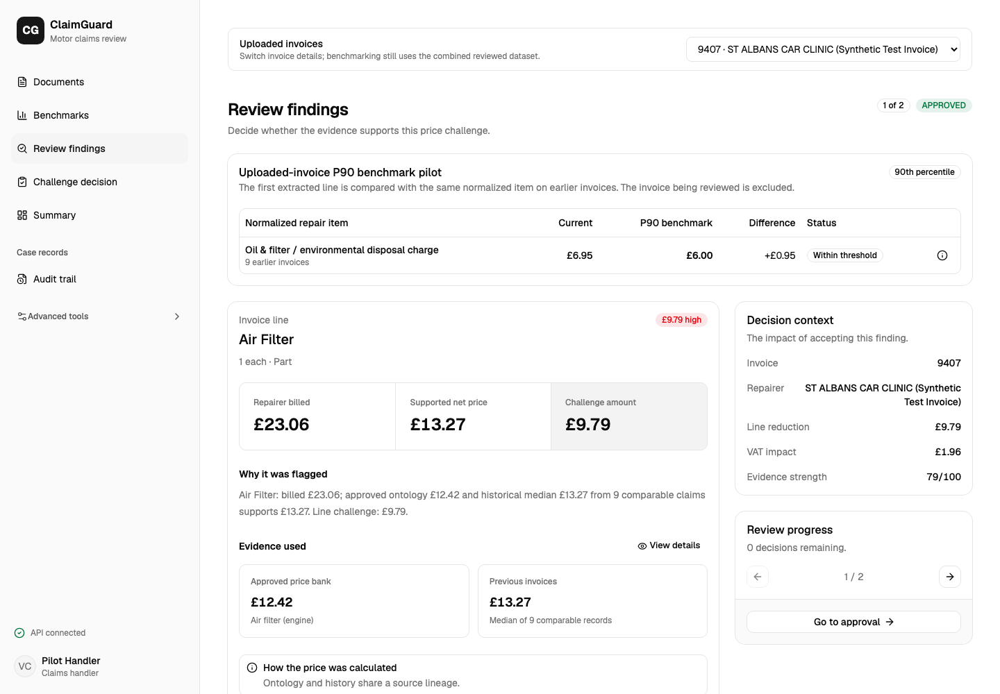 CG
ClaimGuard
Motor claims review
Documents
Benchmarks
Review findings
Challenge decision
Summary
Case records
Audit trail
Advanced tools
API connected
VC
Pilot Handler
Claims handler
Uploaded invoices
Switch invoice details; benchmarking still uses the combined reviewed dataset.
9407 · ST ALBANS CAR CLINIC (Synthetic Test Invoice)
Review findings
1 of 2
APPROVED
Decide whether the evidence supports this price challenge.
Uploaded-invoice P90 benchmark pilot
90th percentile
The first extracted line is compared with the same normalized item on earlier invoices. The invoice being reviewed is excluded.
Normalized repair item Current P90 benchmark Difference Status
Oil & filter / environmental disposal charge
9 earlier invoices
£6.95 £6.00 +£0.95 Within threshold
Invoice line
£9.79 high
Air Filter
1 each · Part
Repairer billed
£23.06
Supported net price
£13.27
Challenge amount
£9.79
Why it was flagged
Air Filter: billed £23.06; approved ontology £12.42 and historical median £13.27 from 9 comparable claims
supports £13.27. Line challenge: £9.79.
Evidence used
View details
Approved price bank
£12.42
Air filter (engine)
Previous invoices
£13.27
Median of 9 comparable records
How the price was calculated
Ontology and history share a source lineage.
Decision context
The impact of accepting this finding.
Invoice 9407
Repairer ST ALBANS CAR CLINIC (Synthetic
Test Invoice)
Line reduction £9.79
VAT impact £1.96
Evidence strength 79/100
Review progress
0 decisions remaining.
1 / 2
Go to approval